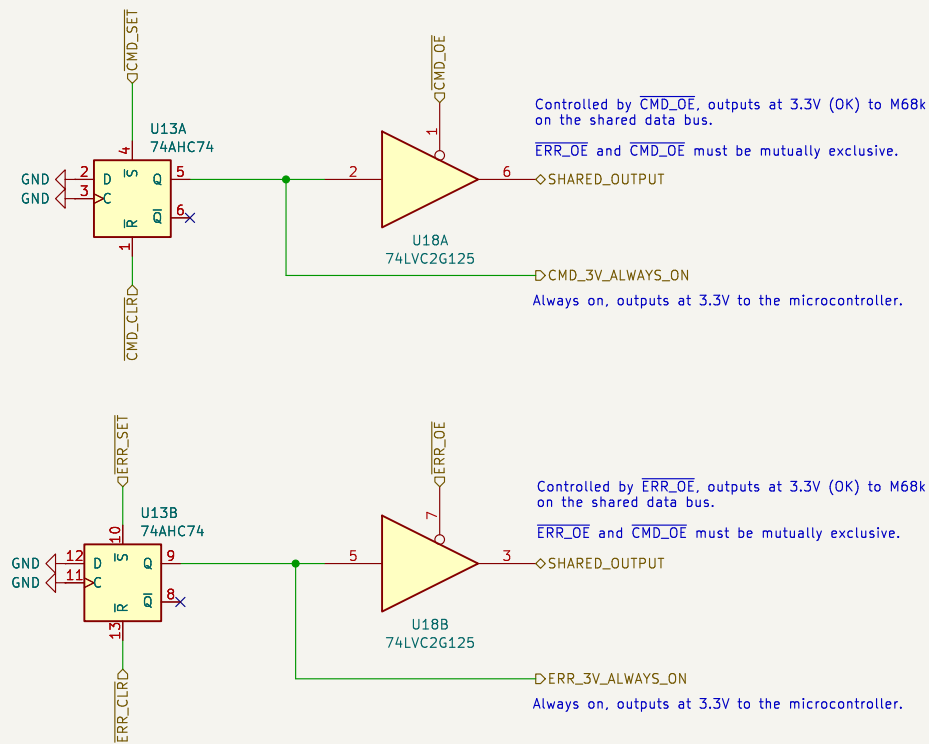 CMD_SET
CMD_OE
Controlled by CMD_OE, outputs at 3.3V (OK) to M68k
on the shared data bus.
ERR_OE and CMD_OE must be mutually exclusive.
U13A
74AHC74
4
1
GND 2 D S Q 5
2 6 SHARED_OUTPUT
GND 3 C
R Q 6
1
U18A
74LVC2G125
CMD_3V_ALWAYS_ON
Always on, outputs at 3.3V to the microcontroller.
CMD_CLR
ERR_SET
ERR_OE
Controlled by ERR_OE, outputs at 3.3V (OK) to M68k
on the shared data bus.
ERR_OE and CMD_OE must be mutually exclusive.
U13B
74AHC74
10
7
GND 12 D S Q 9
5 3 SHARED_OUTPUT
GND 11 C
R Q 8
13
U18B
74LVC2G125
ERR_3V_ALWAYS_ON
Always on, outputs at 3.3V to the microcontroller.
ERR_CLR